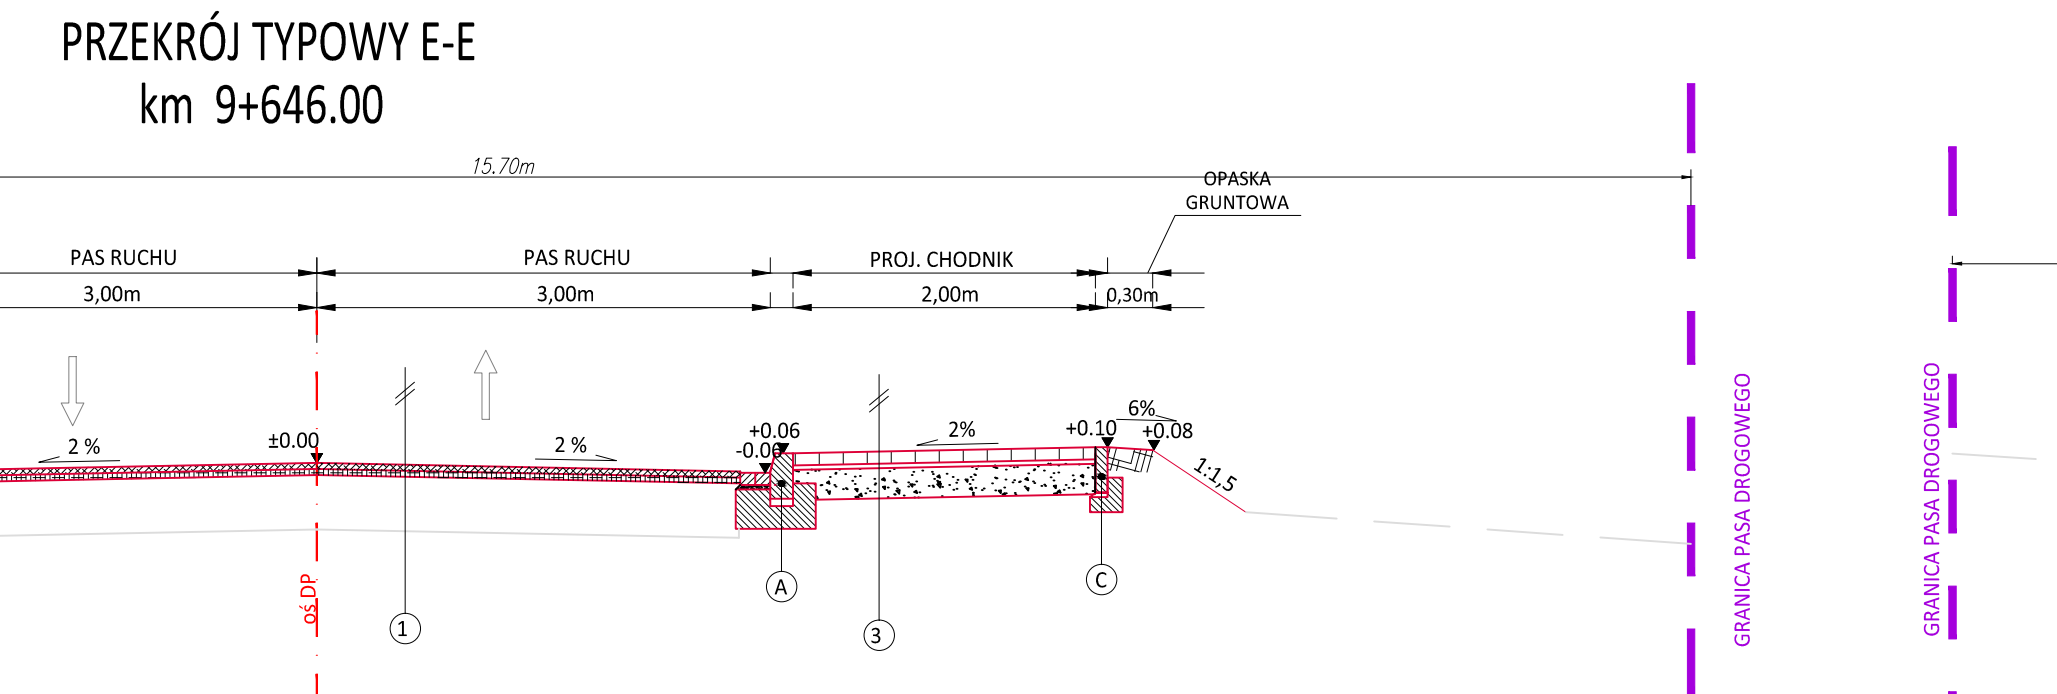 PRZEKRÓJ TYPOWY E-E
km 9+646.00
15.70m
OPASKA
GRUNTOWA
PAS RUCHU
PAS RUCHU
PROJ. CHODNIK
3,00m
3,00m
2,00m
0,30m
2 %
±0.00
2 %
+0.06
-0.06
2%
+0.10
6%
+0.08
1:1,5
oś DP
1
A
3
C
GRANICA PASA DROGOWEGO
GRANICA PASA DROGOWEGO